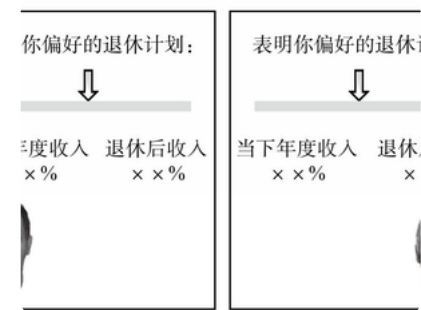 你偏好的退休计划：
年度收入 退休后收入
×% ××%
表明你偏好的退休
当下年度收入 退休
××% ×